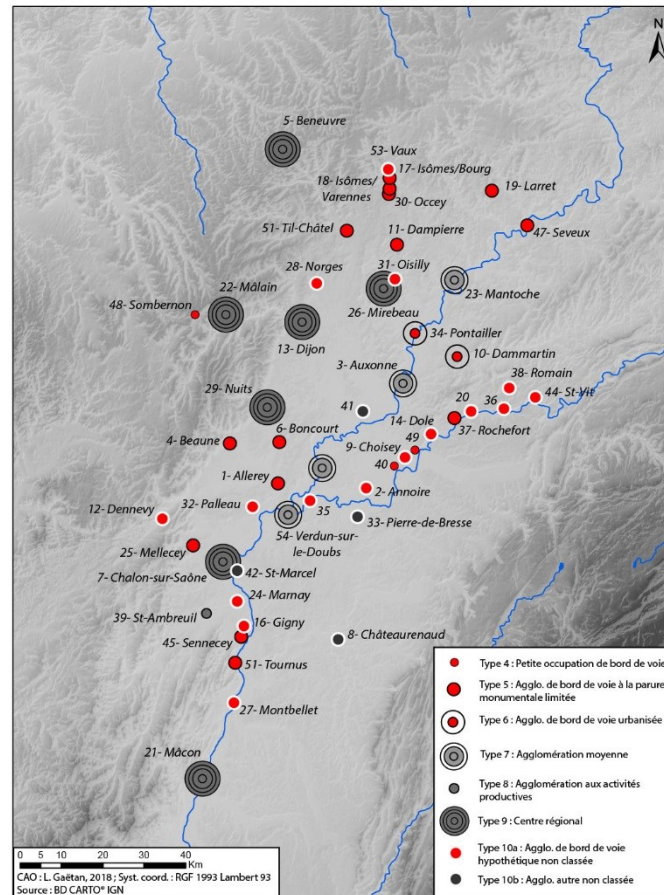 N
5- Beneuvre
53- Vaux
17- Isômes/Bourg
18- Isômes/
Varennes
30- Occey
19- Larret
51- Til-Châtel
11- Dampierre
47- Seveux
28- Norges
31- Oisilly
22- Mâlain
23- Mantoche
48- Sombernon
26- Mirebeau
13- Dijon
34- Pontailler
10- Dammartin
3- Auxonne
38- Romain
29- Nuits
41
20
36
44- St-Vit
14- Dole
6- Boncourt
37- Rochefort
4- Beaune
49
9- Choisey
40
1- Allerey
2- Annoire
32- Palleau
35
12- Dennevy
33- Pierre-de-Bresse
54- Verdun-sur
-le-Doubs
25- Mellecey
7- Chalon-sur-Saône
42- St-Marcel
24- Marnay
39- St-Ambreuil
16- Gigny
8- Châteaurenaud
45- Sennecey
51- Tournus
27- Montbellet
21- Mâcon
Type 4 : Petite occupation de bord de voie
Type 5 : Agglo. de bord de voie à la parure
monumentale limitée
Type 6 : Agglo. de bord de voie urbanisée
Type 7 : Agglomération moyenne
Type 8 : Agglomération aux activités
productives
Type 9 : Centre régional
Type 10a : Agglo. de bord de voie
hypothétique non classée
Type 10b : Agglo. autre non classée
0 5 10 20 30 40
Km
CAO : L. Gaëtan, 2018 ; Syst. coord. : RGF 1993 Lambert 93
Source : BD CARTO® IGN